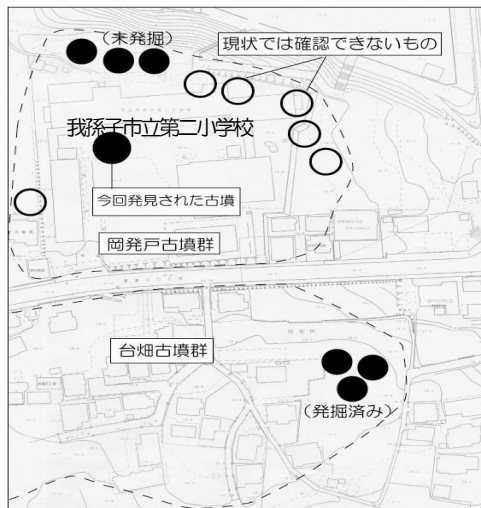 （未発掘）
現状では確認できないもの
我孫子市立第二小学校
今回発見された古墳
岡発戸古墳群
台畑古墳群
（発掘済み）